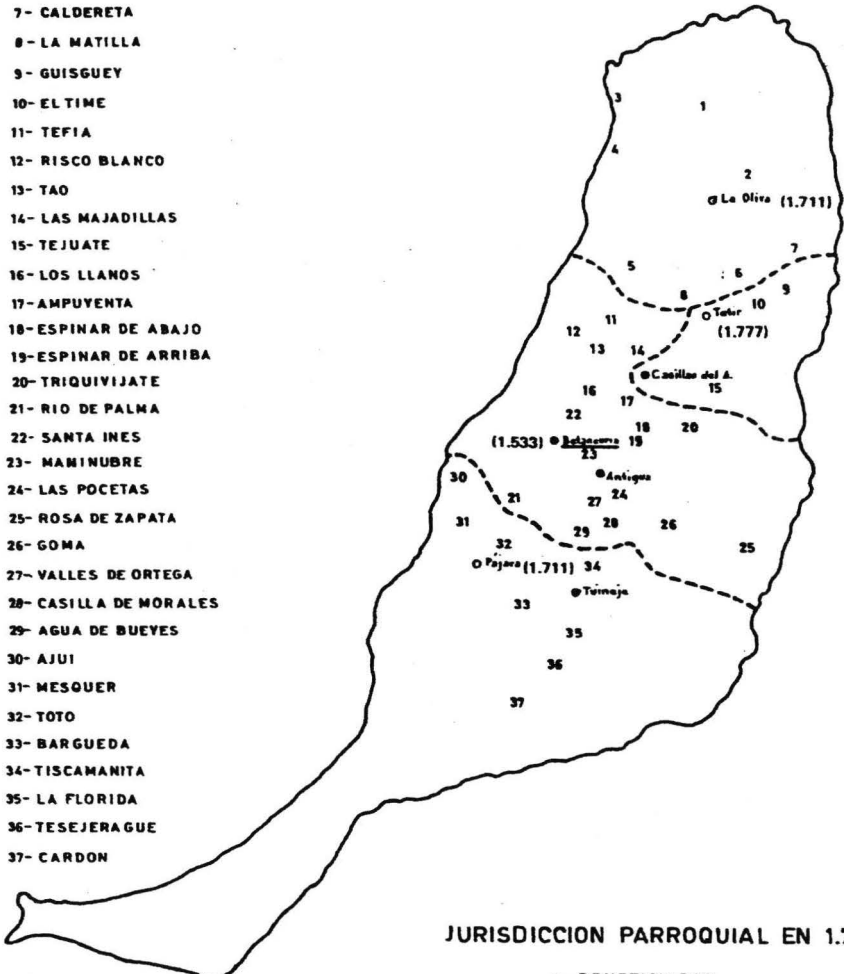 7- CALDERETA
8- LA MATILLA
9- GUISGUEY
10- EL TIME
11- TEFIA
12- RISCO BLANCO
13- TAO
14- LAS MAJADILLAS
15- TEJUATE
16- LOS LLANOS
17- AMPUYENTA
18- ESPINAR DE ABAJO
19- ESPINAR DE ARRIBA
20- TRIQUIVIJATE
21- RIO DE PALMA
22- SANTA INES
23- MANINUBRE
24- LAS POCETAS
25- ROSA DE ZAPATA
26- GOMA
27- VALLES DE ORTEGA
28- CASILLA DE MORALES
29- AGUA DE BUEYES
30- AJUI
31- MESQUER
32- TOTO
33- BARGUEDA
34- TISCAMANITA
35- LA FLORIDA
36- TESEJERAGUE
37- CARDON
3
1
4
2
La Oliva (1.711)
7
5
6
8
9
10
Tetir
(1.777)
11
12
13
14
Casillas del A.
15
16
17
22
18
20
(1.533) Betancuria 19
23
Antigua
30
21
24
27
31
28
26
29
32
25
Pájara (1.711)
34
Tuineje
33
35
36
37
JURISDICCION PARROQUIAL EN 1.7